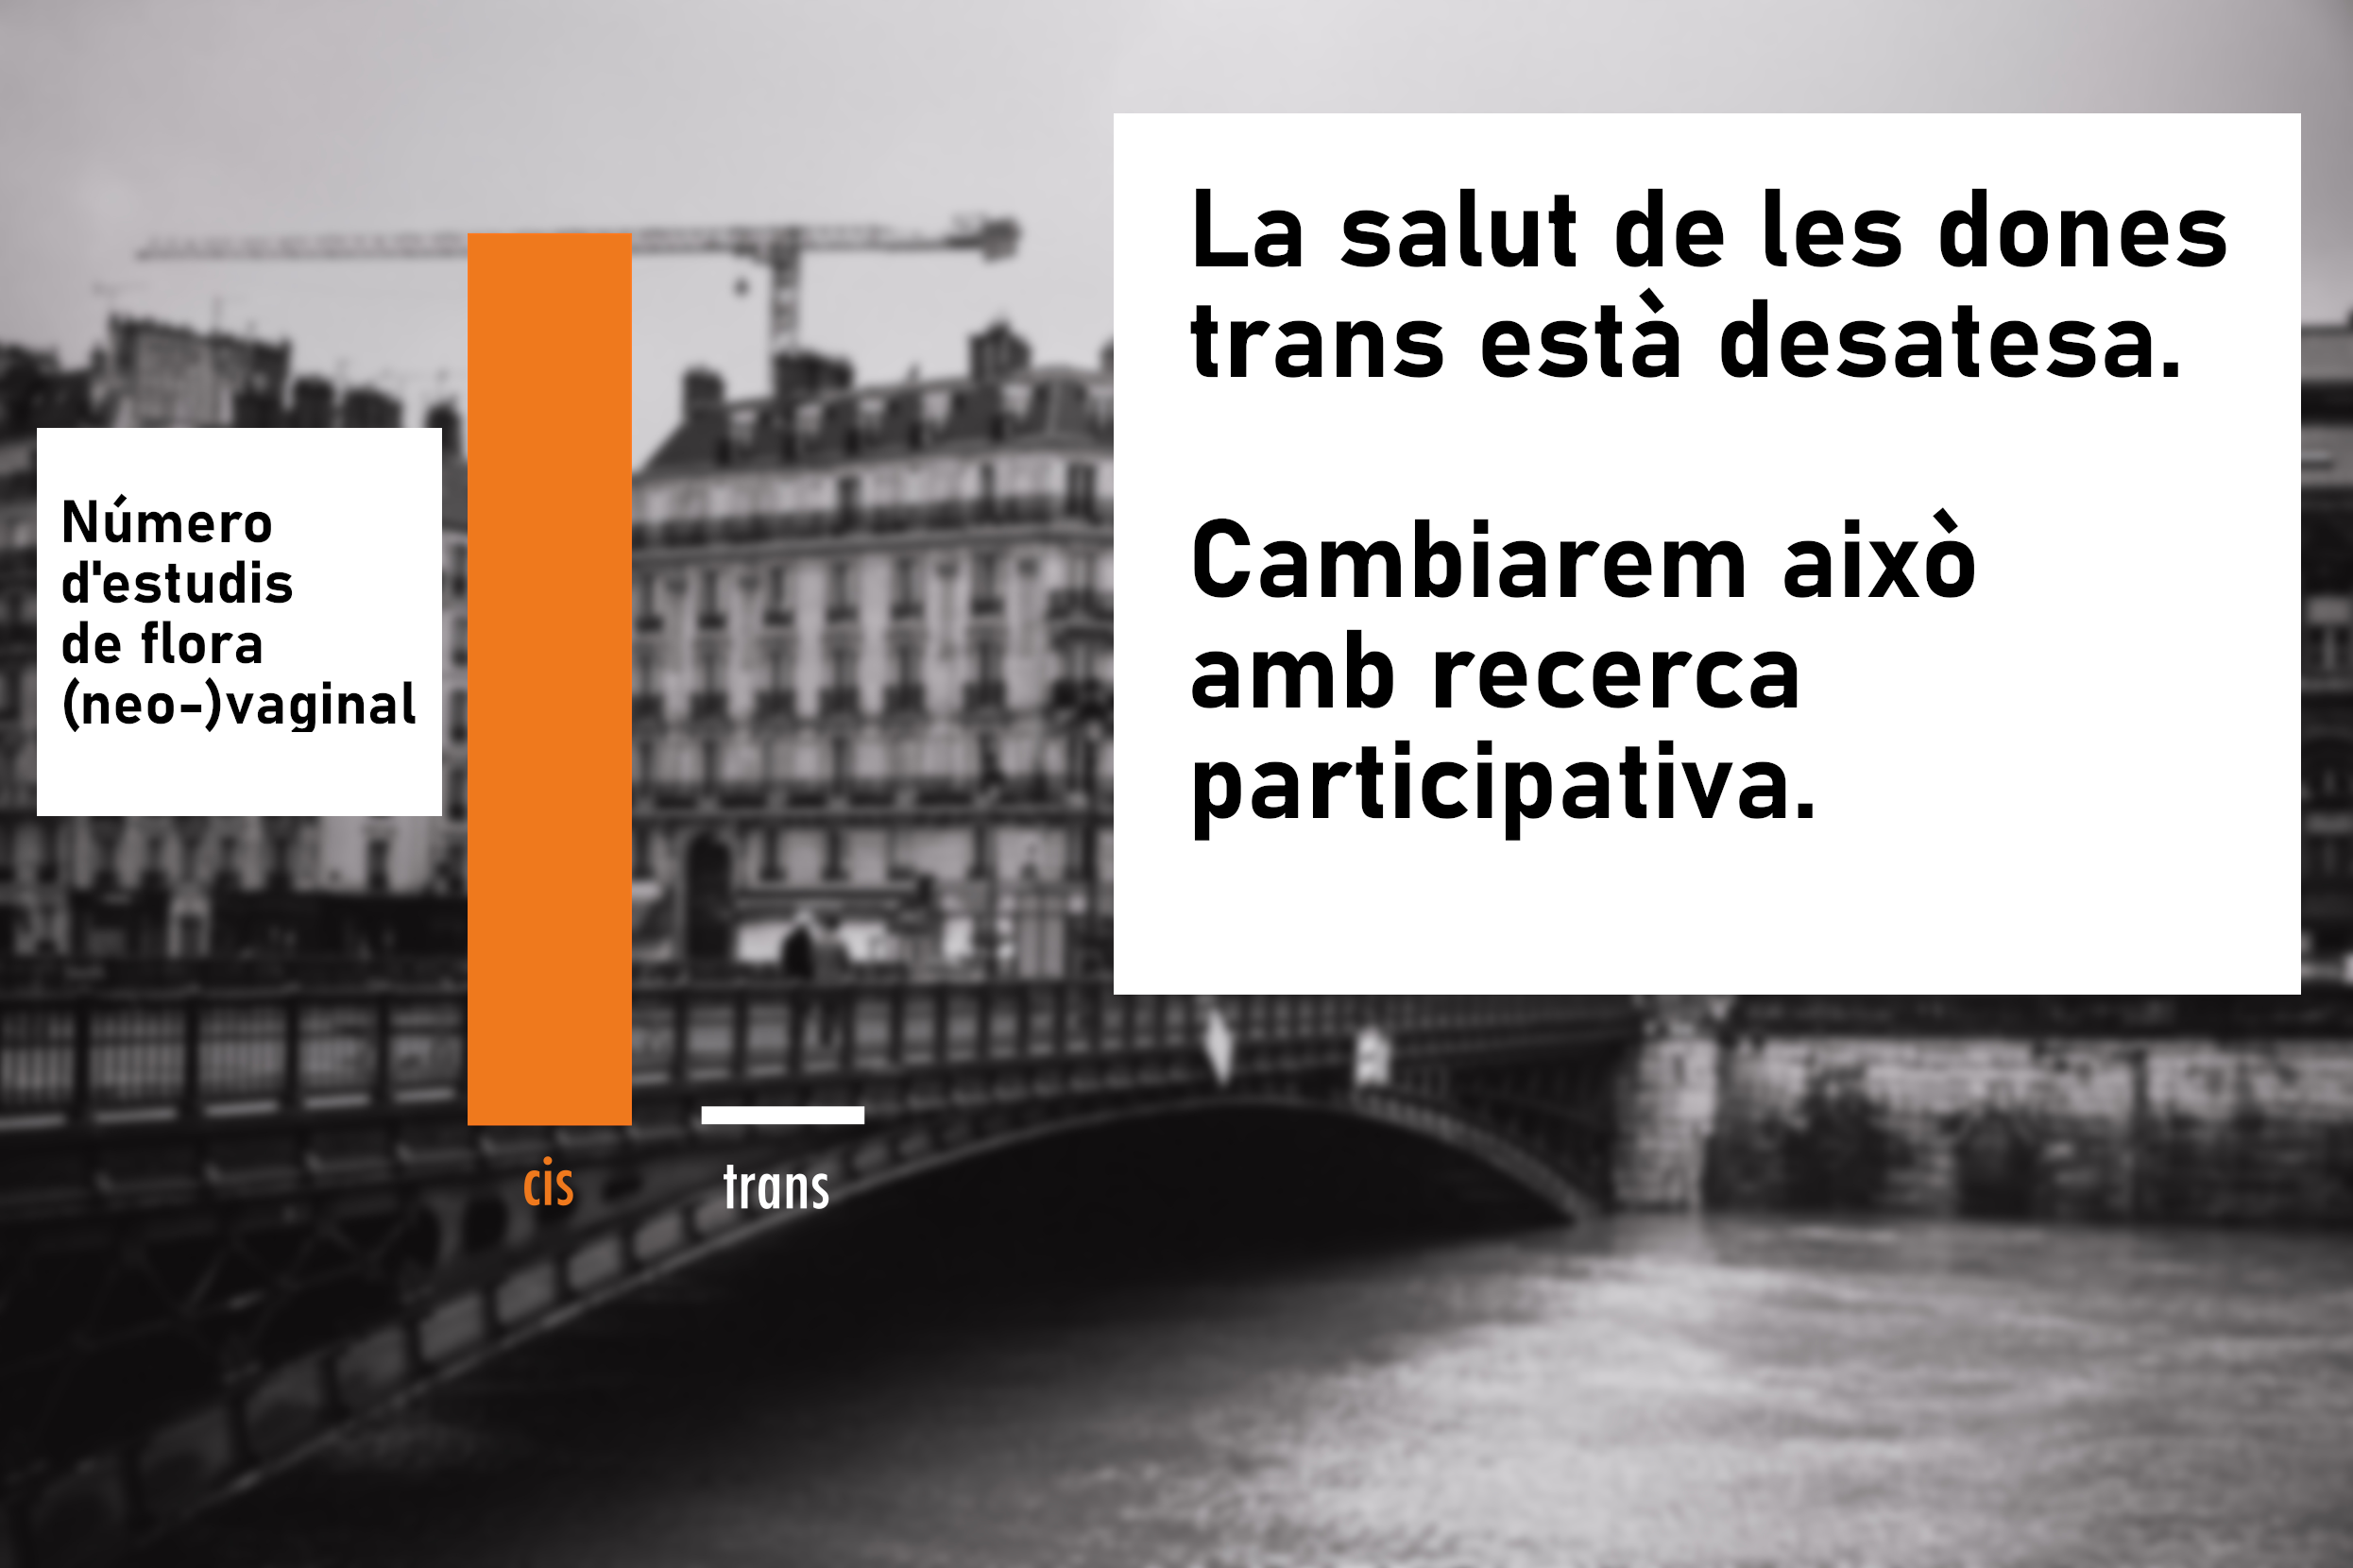 La salut de les dones
trans està desatesa.
Cambiarem això
amb recerca
participativa.
Número
d'estudis
de flora
(neo-)vaginal
cis
trans